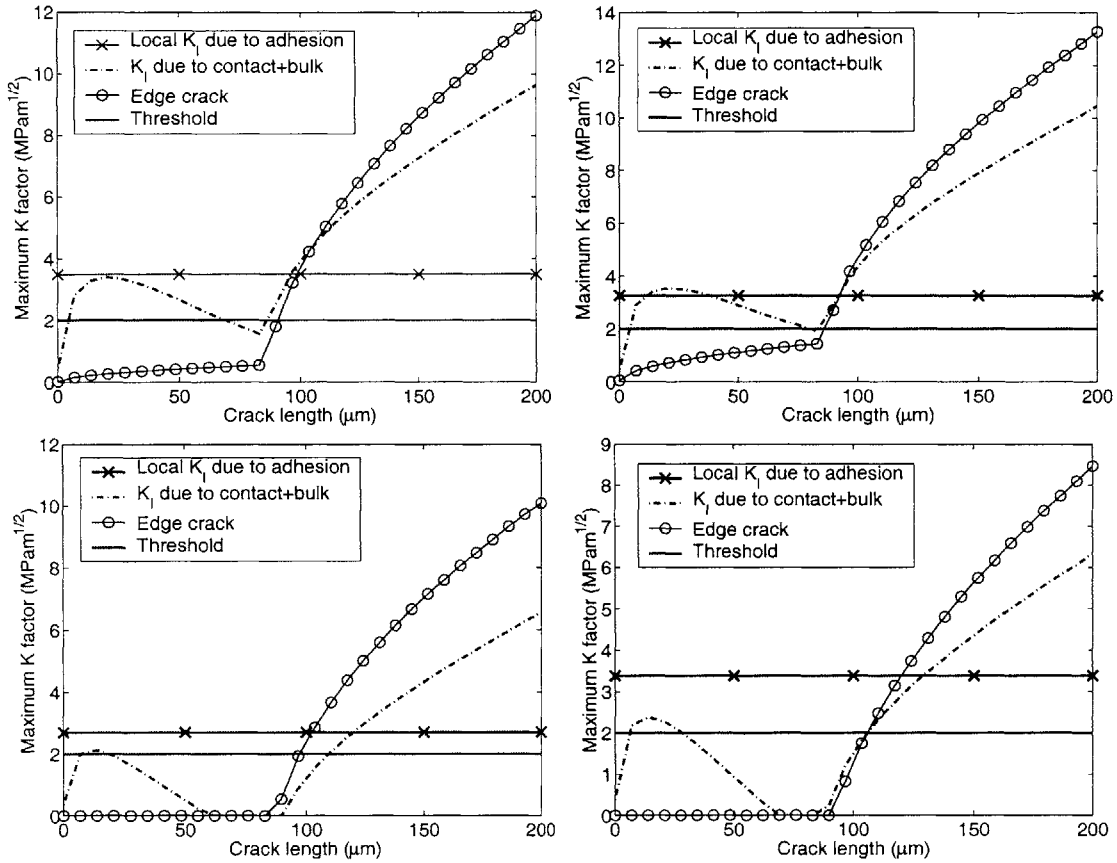 12
10
8
6
4
2
0
Maximum K factor (MPam^1/2)
Local K_I due to adhesion
K_I due to contact+bulk
Edge crack
Threshold
0 50 100 150 200
Crack length (μm)
14
12
10
8
6
4
2
0
Maximum K factor (MPam^1/2)
Local K_I due to adhesion
K_I due to contact+bulk
Edge crack
Threshold
0 50 100 150 200
Crack length (μm)
12
10
8
6
4
2
0
Maximum K factor (MPam^1/2)
Local K_I due to adhesion
K_I due to contact+bulk
Edge crack
Threshold
0 50 100 150 200
Crack length (μm)
9
8
7
6
5
4
3
2
1
0
Maximum K factor (MPam^1/2)
Local K_I due to adhesion
K_I due to contact+bulk
Edge crack
Threshold
0 50 100 150 200
Crack length (μm)